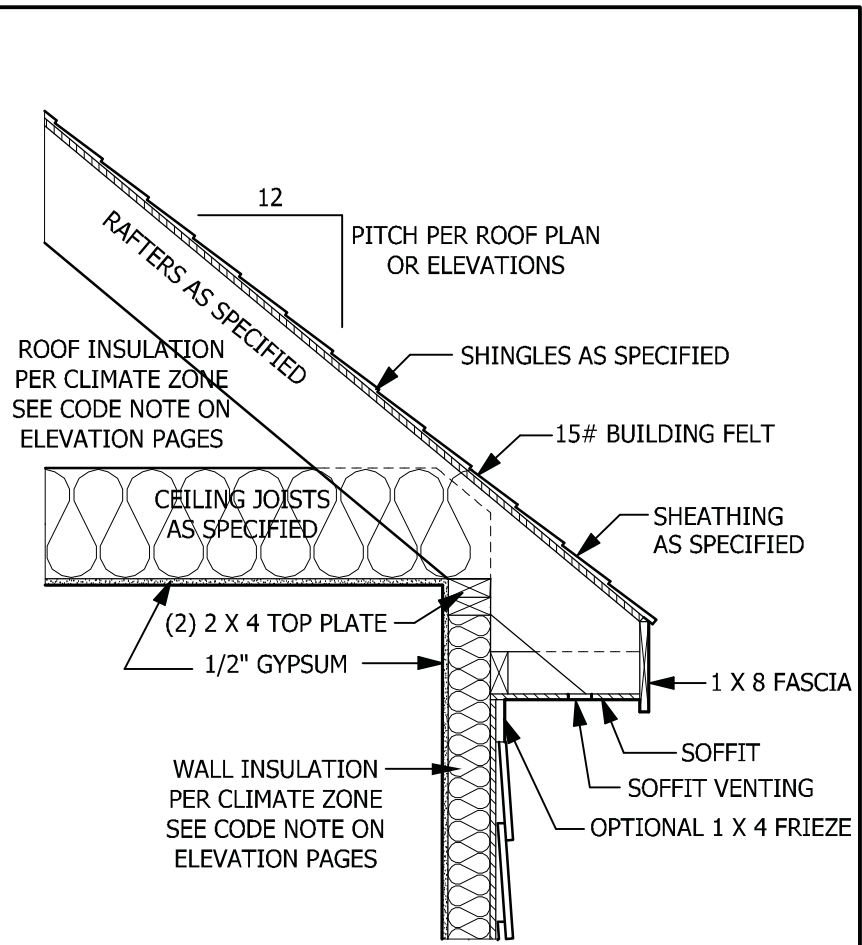 12
PITCH PER ROOF PLAN
OR ELEVATIONS
RAFTERS AS SPECIFIED
ROOF INSULATION
PER CLIMATE ZONE
SEE CODE NOTE ON
ELEVATION PAGES
SHINGLES AS SPECIFIED
15# BUILDING FELT
CEILING JOISTS
AS SPECIFIED
SHEATHING
AS SPECIFIED
(2) 2 X 4 TOP PLATE
1/2" GYPSUM
1 X 8 FASCIA
SOFFIT
SOFFIT VENTING
OPTIONAL 1 X 4 FRIEZE
WALL INSULATION
PER CLIMATE ZONE
SEE CODE NOTE ON
ELEVATION PAGES